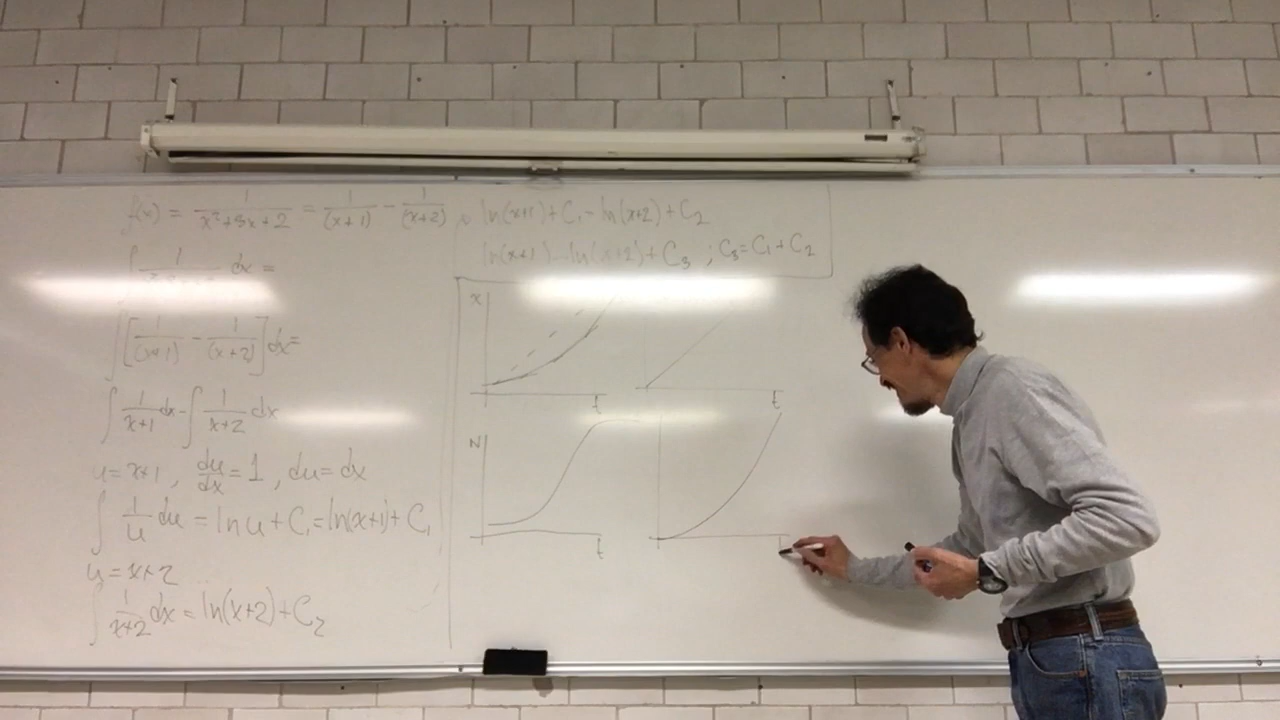 f(x) = 1/(x²+3x+2) = 1/(x+1) - 1/(x+2)
∫ dx =
∫[1/(x+1) - 1/(x+2)]dx=
∫ 1/(x+1) dx - ∫ 1/(x+2) dx
u = x+1 , du/dx = 1 , du = dx
∫ 1/u du = ln u + C₁ = ln(x+1) + C₁
= x+2
∫ 1/(x+2) dx = ln(x+2) + C₂
ln(x+1) + C₁ - ln(x+2) + C₂
ln(x+1) - ln(x+2) + C₃ ; C₃ = C₁ + C₂
x
t
t
N
t